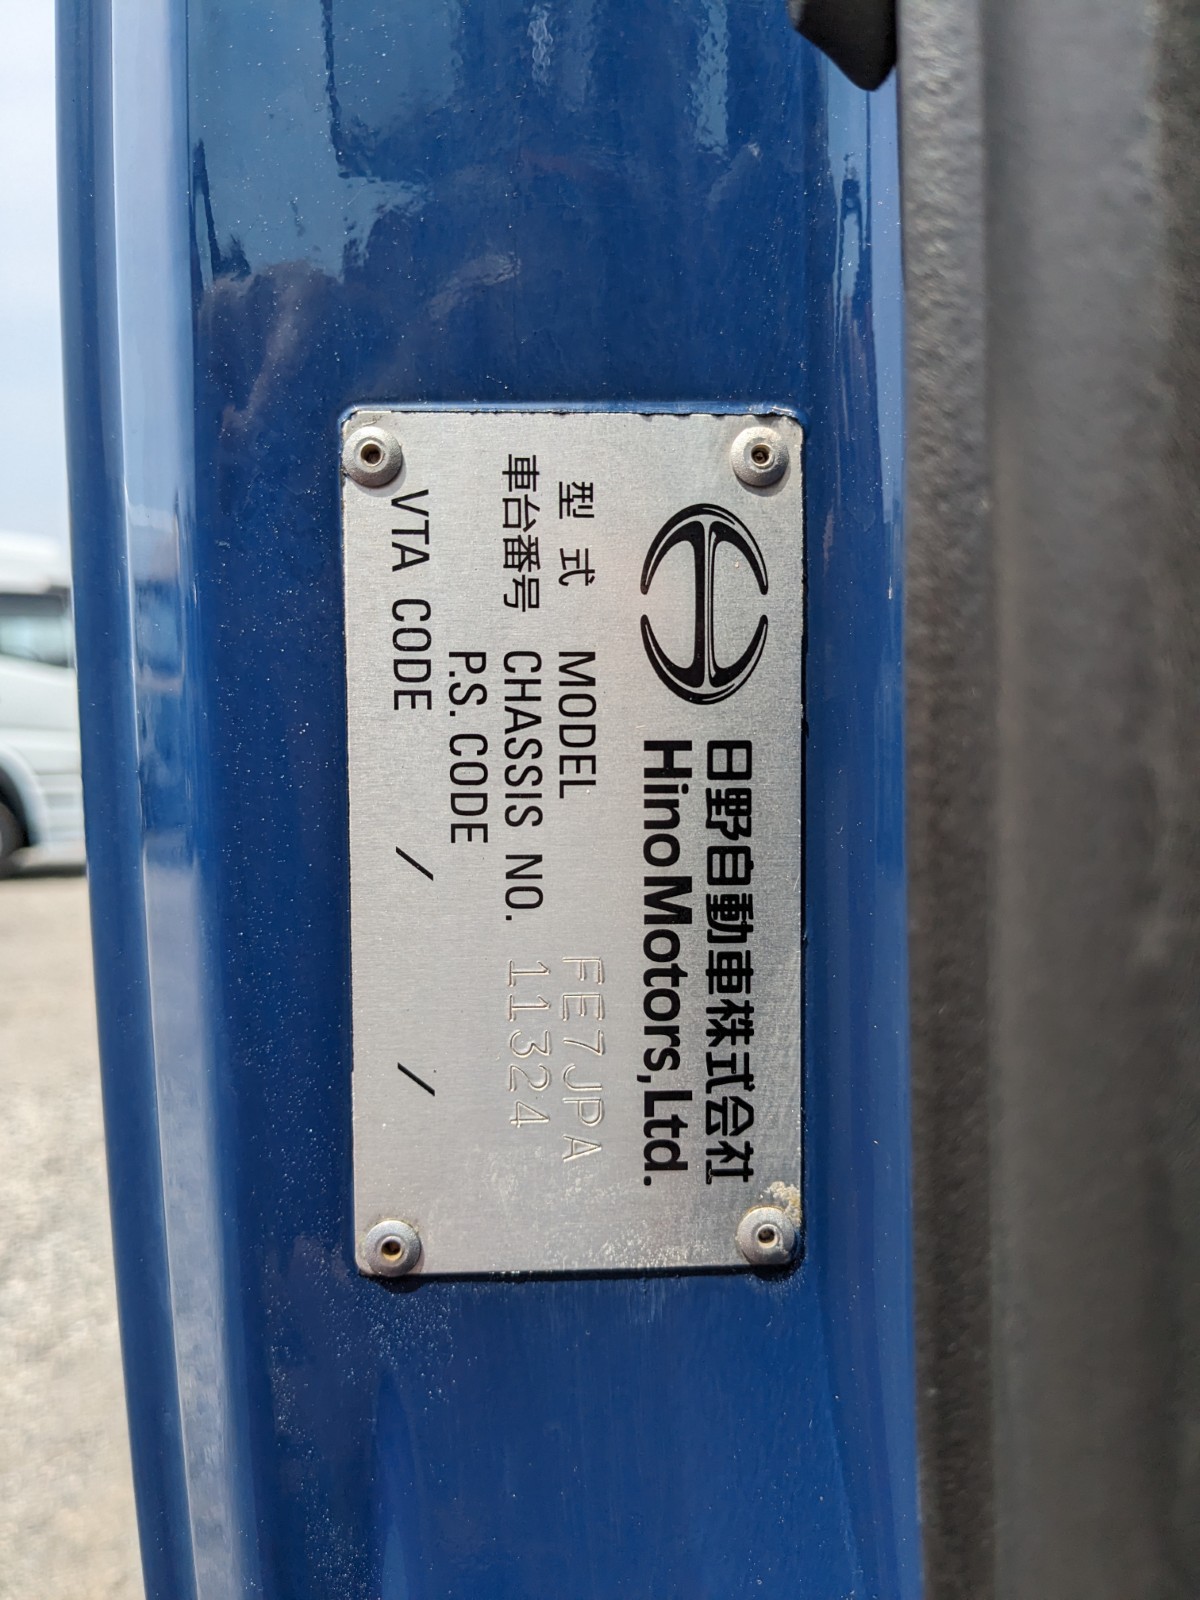 日野自動車株式会社
Hino Motors, Ltd.
型式 MODEL FE7JPA
車台番号 CHASSIS NO. 11324
P.S. CODE
VTA CODE / /